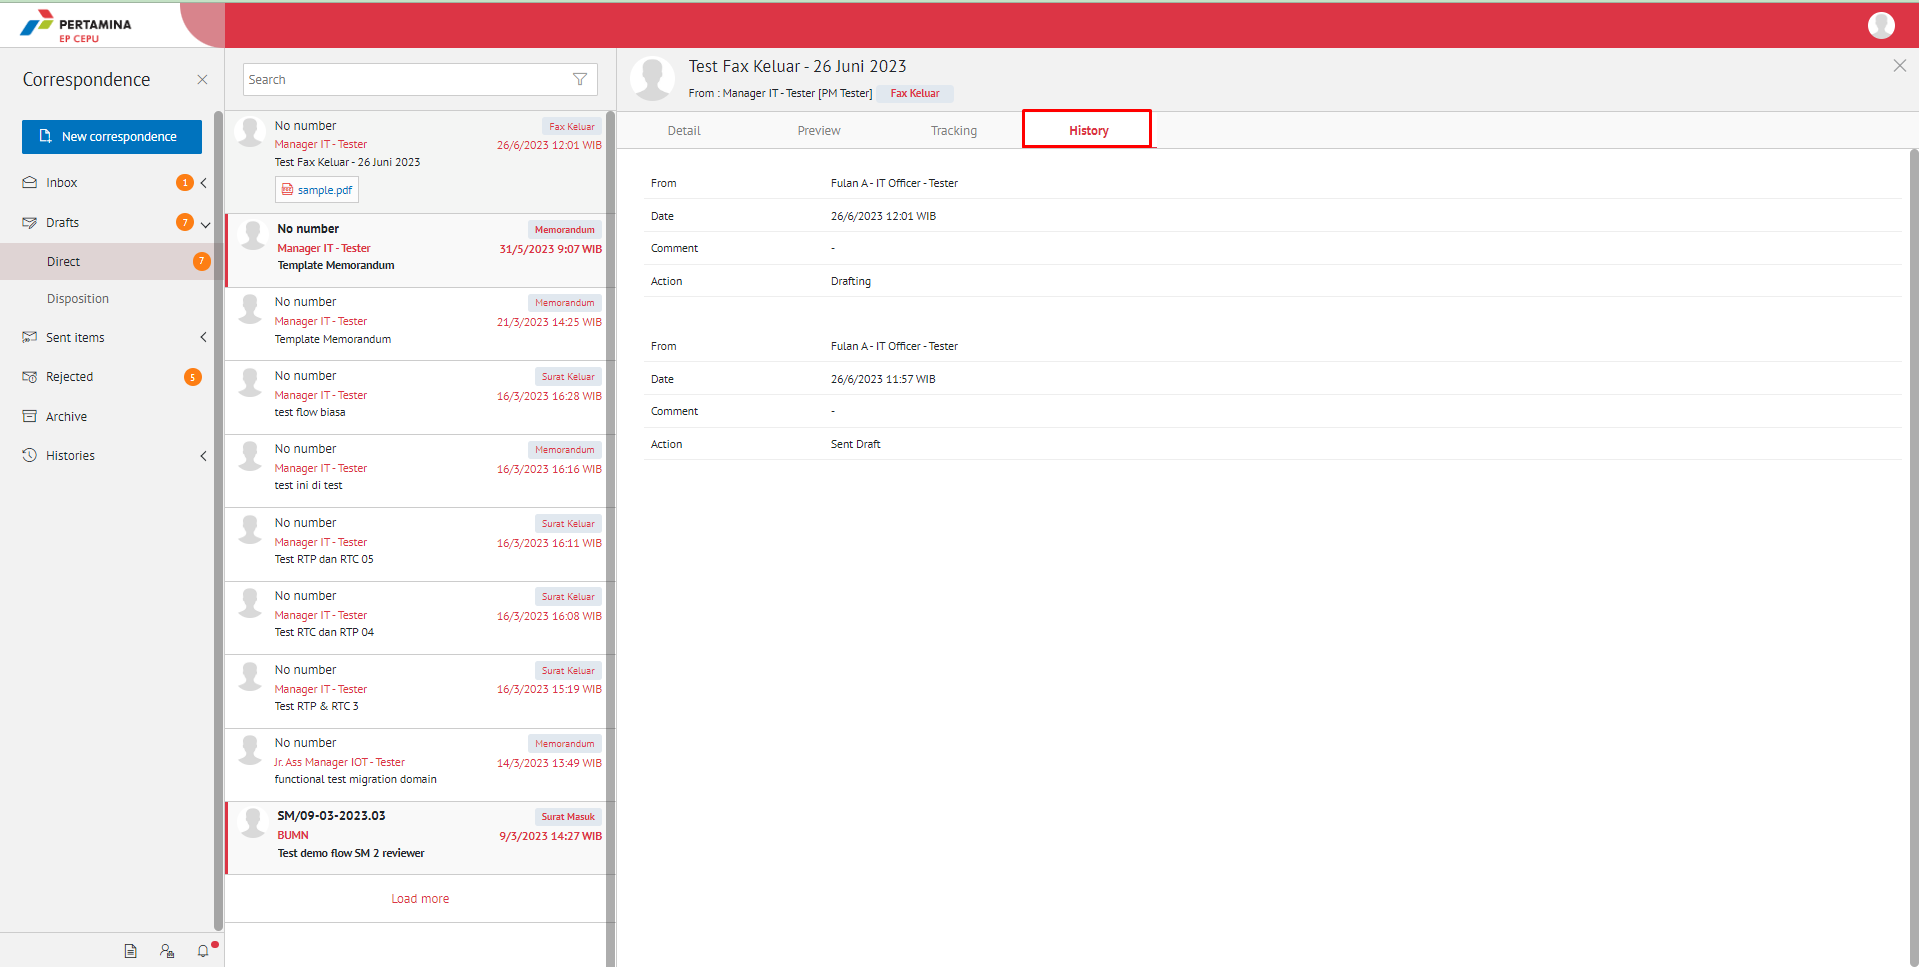 PERTAMINA
EP CEPU
Correspondence
New correspondence
Inbox 1
Drafts 7
Direct 7
Disposition
Sent items
Rejected 5
Archive
Histories
Search
No number Fax Keluar
Manager IT - Tester 26/6/2023 12:01 WIB
Test Fax Keluar - 26 Juni 2023
sample.pdf
No number Memorandum
Manager IT - Tester 31/5/2023 9:07 WIB
Template Memorandum
No number Memorandum
Manager IT - Tester 21/3/2023 14:25 WIB
Template Memorandum
No number Surat Keluar
Manager IT - Tester 16/3/2023 16:28 WIB
test flow biasa
No number Memorandum
Manager IT - Tester 16/3/2023 16:16 WIB
test ini di test
No number Surat Keluar
Manager IT - Tester 16/3/2023 16:11 WIB
Test RTP dan RTC 05
No number Surat Keluar
Manager IT - Tester 16/3/2023 16:08 WIB
Test RTC dan RTP 04
No number Surat Keluar
Manager IT - Tester 16/3/2023 15:19 WIB
Test RTP & RTC 3
No number Memorandum
Jr. Ass Manager IOT - Tester 14/3/2023 13:49 WIB
functional test migration domain
SM/09-03-2023.03 Surat Masuk
BUMN 9/3/2023 14:27 WIB
Test demo flow SM 2 reviewer
Load more
Test Fax Keluar - 26 Juni 2023
From : Manager IT - Tester [PM Tester] Fax Keluar
Detail Preview Tracking History
From Fulan A - IT Officer - Tester
Date 26/6/2023 12:01 WIB
Comment -
Action Drafting
From Fulan A - IT Officer - Tester
Date 26/6/2023 11:57 WIB
Comment -
Action Sent Draft